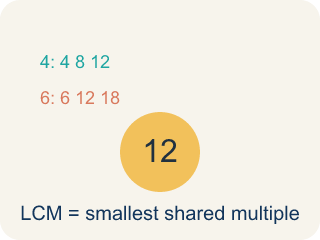 4: 4 8 12
6: 6 12 18
12
LCM = smallest shared multiple